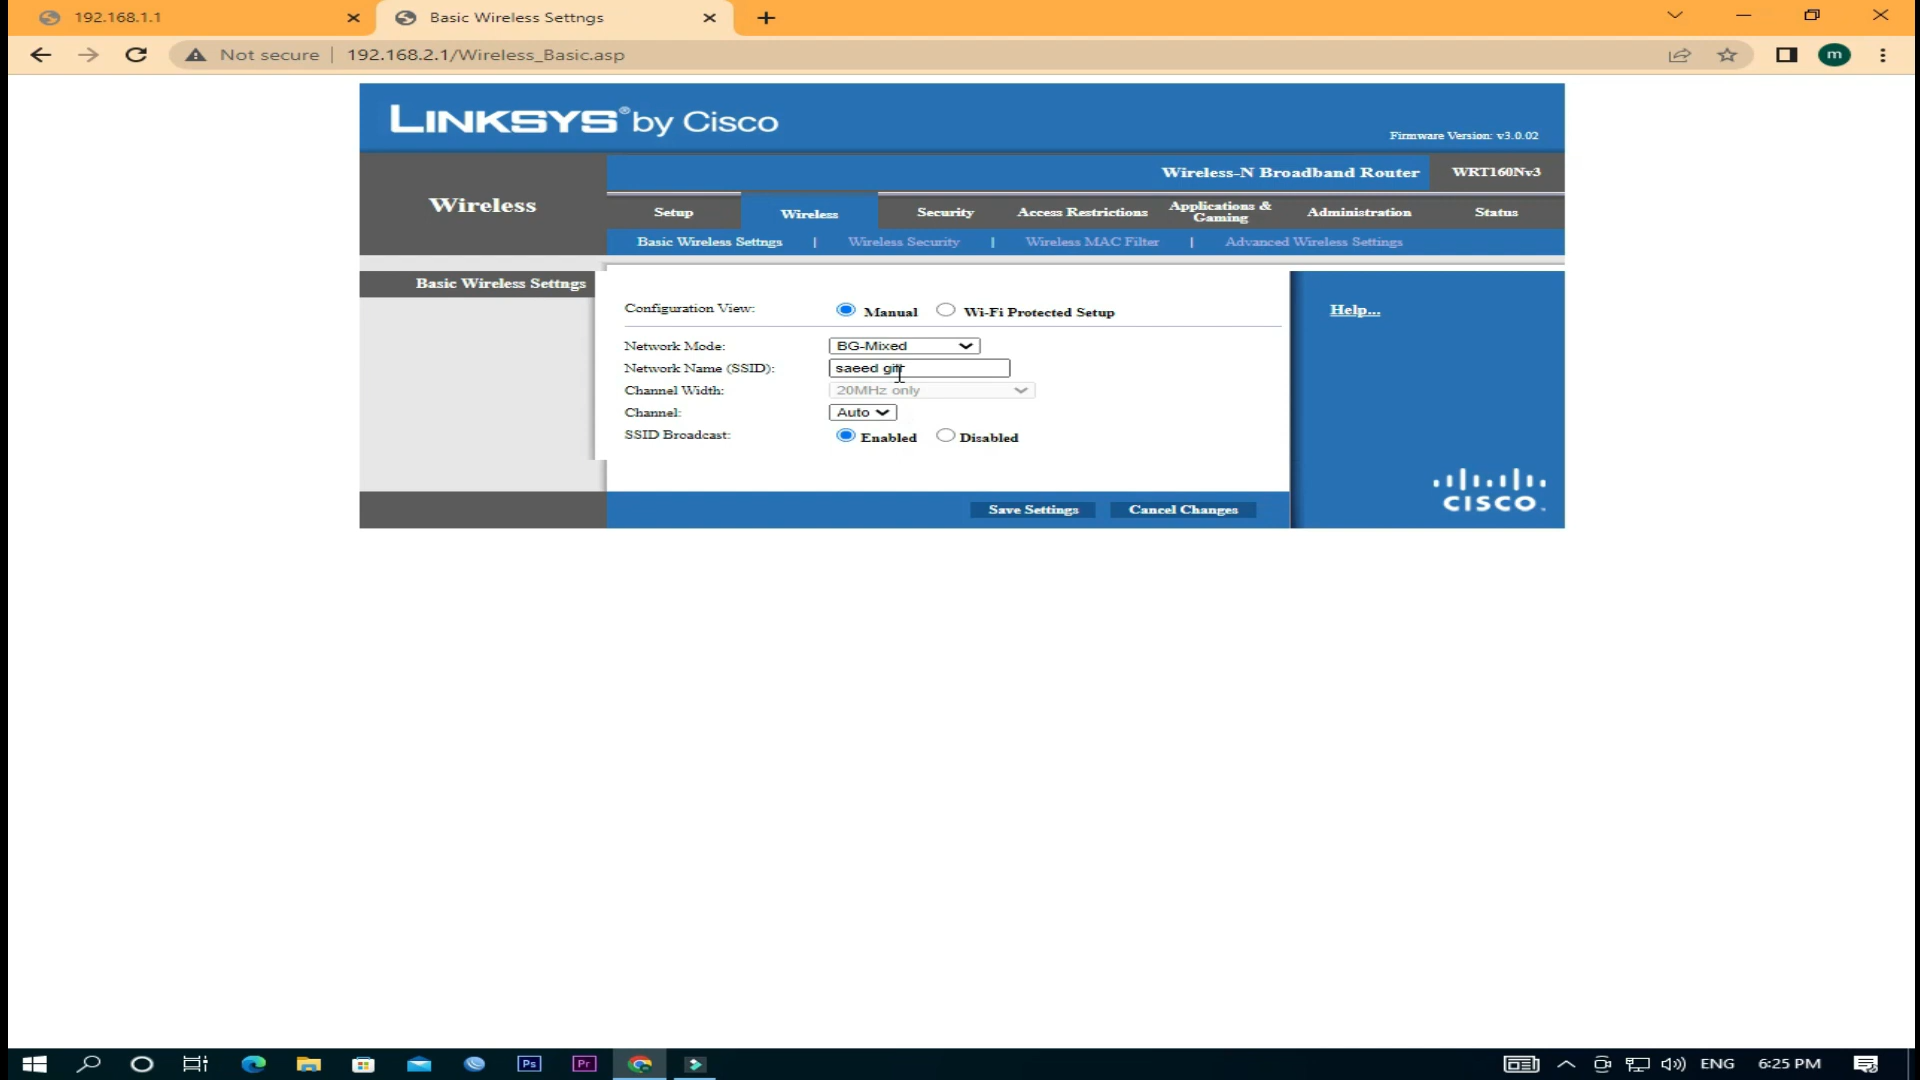 192.168.1.1
Basic Wireless Settngs
Not secure
192.168.2.1/Wireless_Basic.asp
m
LINKSYS® by Cisco
Firmware Version: v3.0.02
Wireless-N Broadband Router
WRT160Nv3
Wireless
Setup
Wireless
Security
Access Restrictions
Applications &
Gaming
Administration
Status
Basic Wireless Settngs
|
Wireless Security
|
Wireless MAC Filter
|
Advanced Wireless Settings
Basic Wireless Settngs
Configuration View:
Manual
Wi-Fi Protected Setup
Help...
Network Mode:
BG-Mixed
Network Name (SSID):
saeed
Channel Width:
20MHz only
Channel:
Auto
SSID Broadcast:
Enabled
Disabled
CISCO.
Save Settings
Cancel Changes
Ps
Pr
ENG
6:25 PM